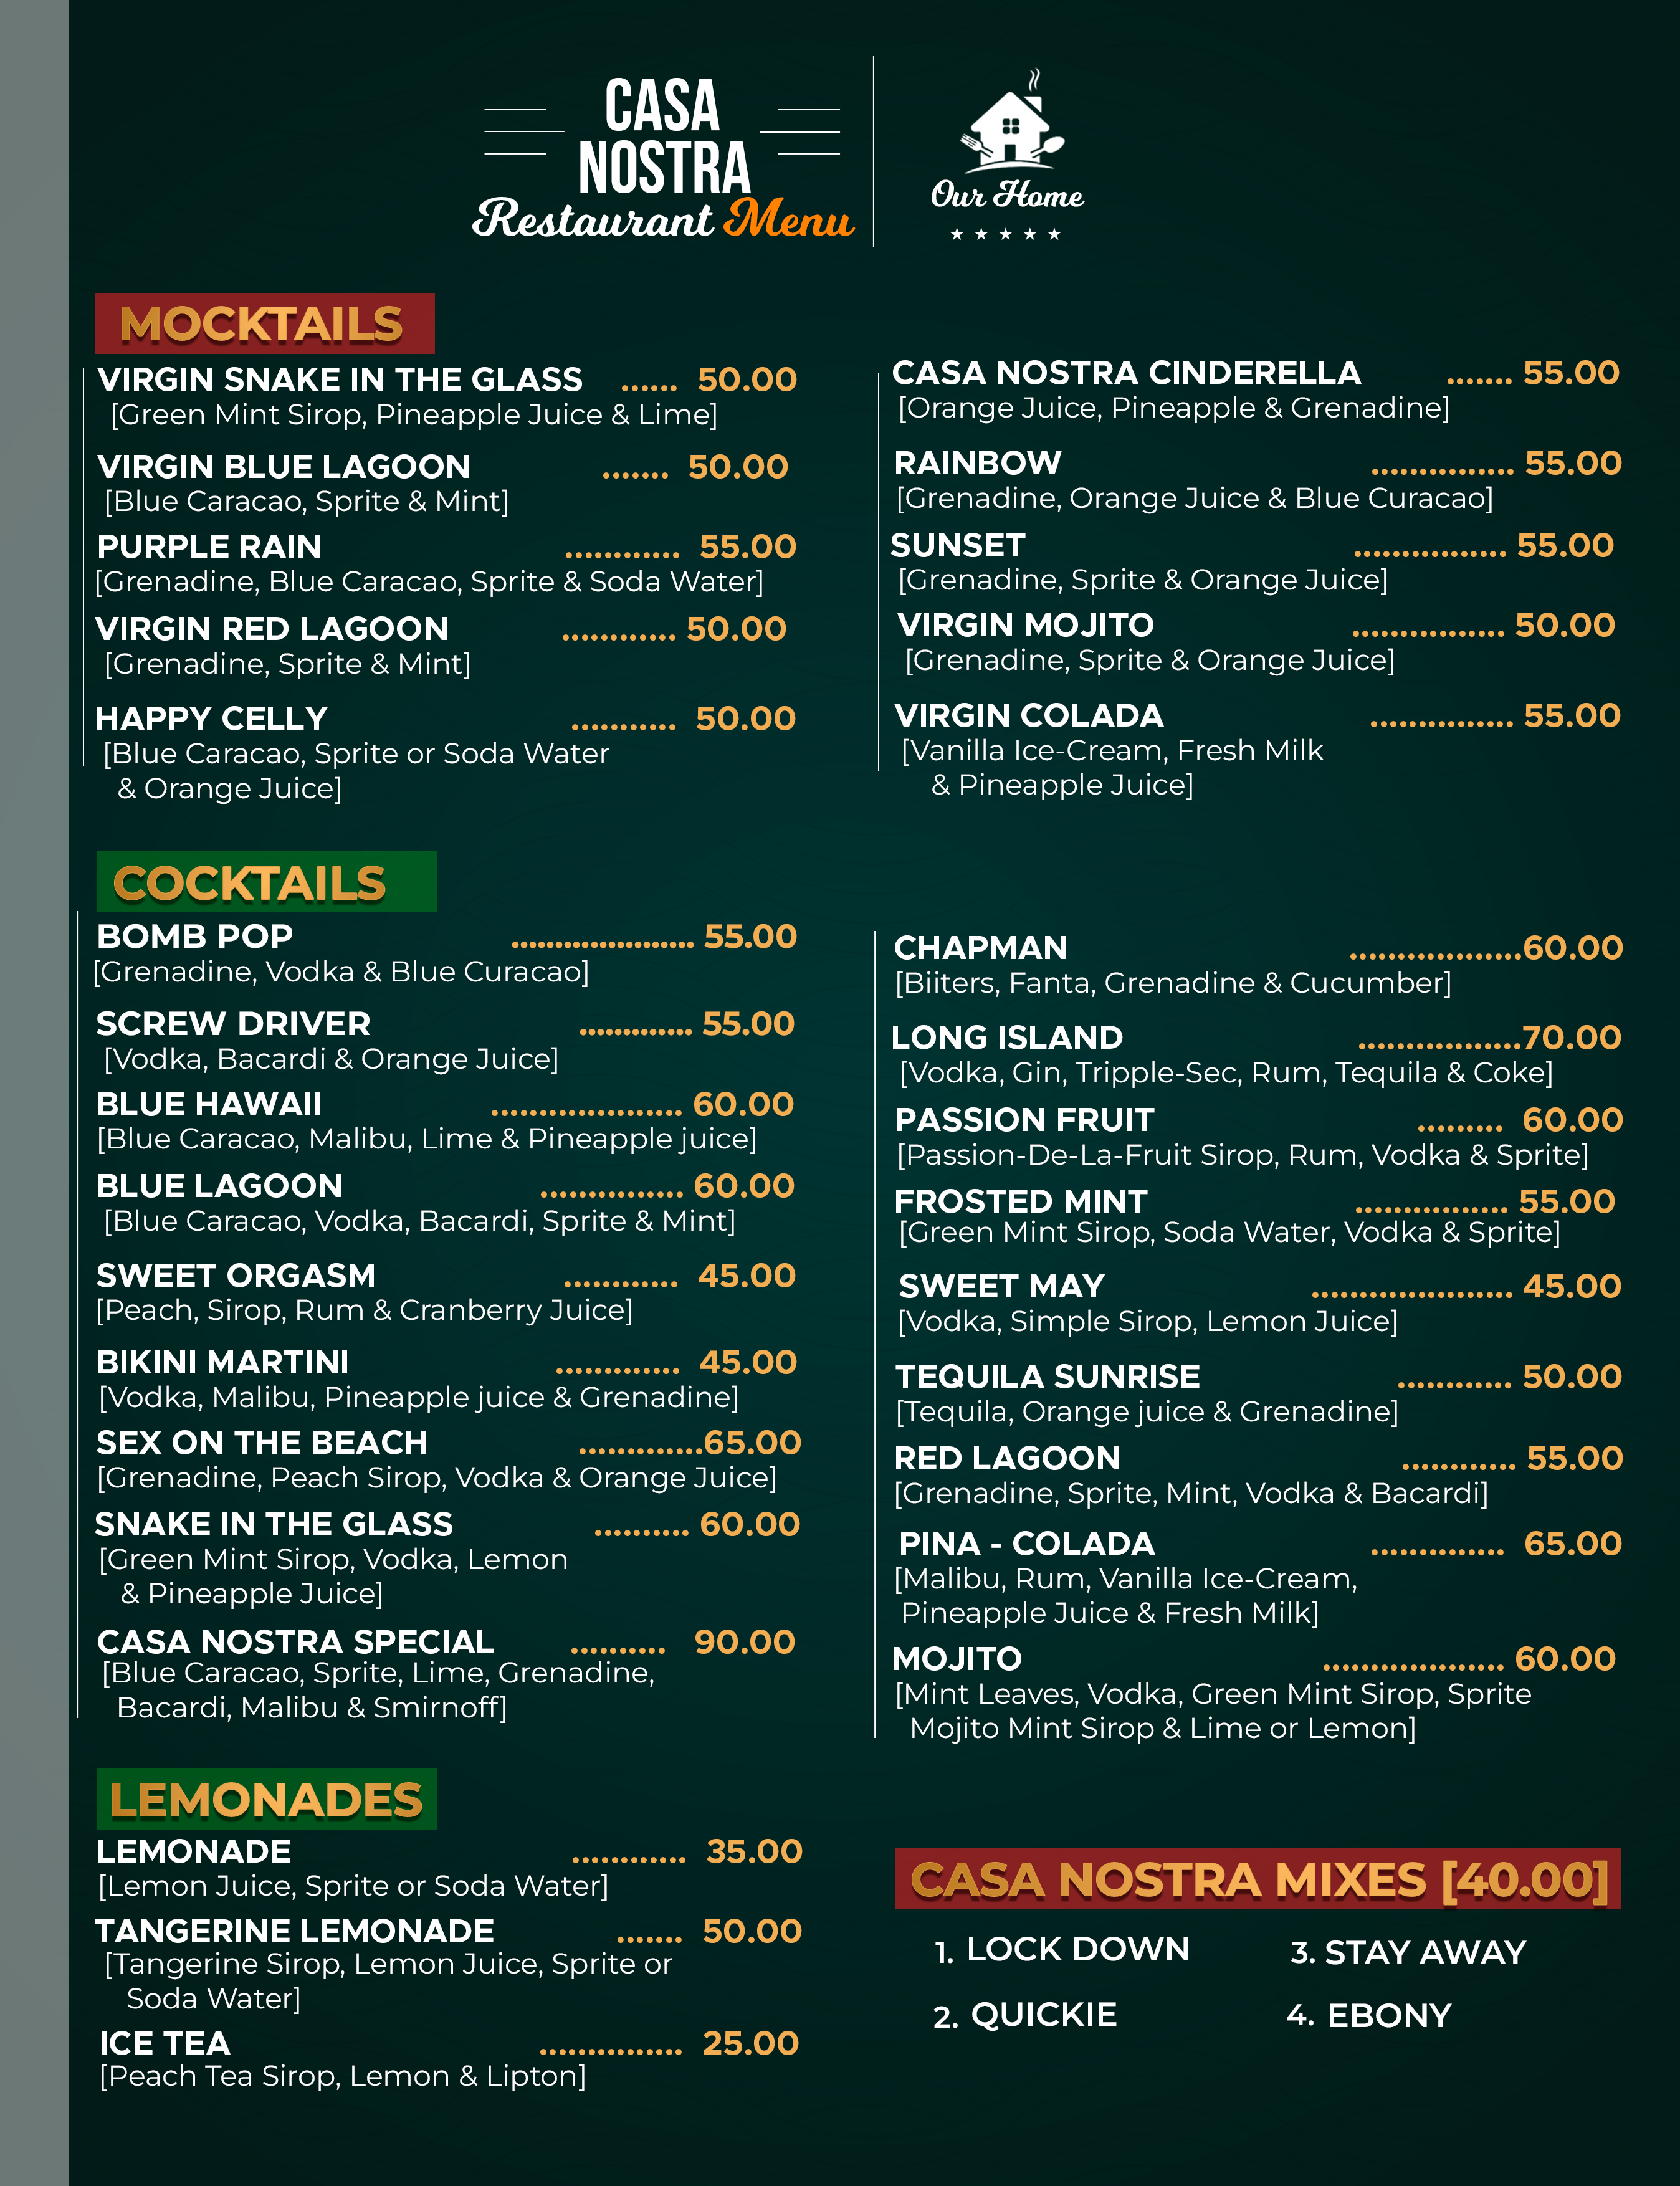 CASA
NOSTRA
Restaurant Menu
Our Home
MOCKTAILS
VIRGIN SNAKE IN THE GLASS ...... 50.00
[Green Mint Sirop, Pineapple Juice & Lime]
VIRGIN BLUE LAGOON ....... 50.00
[Blue Caracao, Sprite & Mint]
PURPLE RAIN ............ 55.00
[Grenadine, Blue Caracao, Sprite & Soda Water]
VIRGIN RED LAGOON ............ 50.00
[Grenadine, Sprite & Mint]
HAPPY CELLY ........... 50.00
[Blue Caracao, Sprite or Soda Water
& Orange Juice]
CASA NOSTRA CINDERELLA ....... 55.00
[Orange Juice, Pineapple & Grenadine]
RAINBOW ............... 55.00
[Grenadine, Orange Juice & Blue Curacao]
SUNSET ................ 55.00
[Grenadine, Sprite & Orange Juice]
VIRGIN MOJITO ................ 50.00
[Grenadine, Sprite & Orange Juice]
VIRGIN COLADA ............... 55.00
[Vanilla Ice-Cream, Fresh Milk
& Pineapple Juice]
COCKTAILS
BOMB POP ..................... 55.00
[Grenadine, Vodka & Blue Curacao]
SCREW DRIVER ............. 55.00
[Vodka, Bacardi & Orange Juice]
BLUE HAWAII .................... 60.00
[Blue Caracao, Malibu, Lime & Pineapple juice]
BLUE LAGOON ............... 60.00
[Blue Caracao, Vodka, Bacardi, Sprite & Mint]
SWEET ORGASM ............ 45.00
[Peach, Sirop, Rum & Cranberry Juice]
BIKINI MARTINI ............. 45.00
[Vodka, Malibu, Pineapple juice & Grenadine]
SEX ON THE BEACH .............65.00
[Grenadine, Peach Sirop, Vodka & Orange Juice]
SNAKE IN THE GLASS .......... 60.00
[Green Mint Sirop, Vodka, Lemon
& Pineapple Juice]
CASA NOSTRA SPECIAL .......... 90.00
[Blue Caracao, Sprite, Lime, Grenadine,
Bacardi, Malibu & Smirnoff]
CHAPMAN ..................60.00
[Biiters, Fanta, Grenadine & Cucumber]
LONG ISLAND .................70.00
[Vodka, Gin, Tripple-Sec, Rum, Tequila & Coke]
PASSION FRUIT ......... 60.00
[Passion-De-La-Fruit Sirop, Rum, Vodka & Sprite]
FROSTED MINT ................ 55.00
[Green Mint Sirop, Soda Water, Vodka & Sprite]
SWEET MAY ..................... 45.00
[Vodka, Simple Sirop, Lemon Juice]
TEQUILA SUNRISE ............ 50.00
[Tequila, Orange juice & Grenadine]
RED LAGOON ............ 55.00
[Grenadine, Sprite, Mint, Vodka & Bacardi]
PINA - COLADA .............. 65.00
[Malibu, Rum, Vanilla Ice-Cream,
Pineapple Juice & Fresh Milk]
MOJITO ................... 60.00
[Mint Leaves, Vodka, Green Mint Sirop, Sprite
Mojito Mint Sirop & Lime or Lemon]
LEMONADES
LEMONADE ............ 35.00
[Lemon Juice, Sprite or Soda Water]
TANGERINE LEMONADE ....... 50.00
[Tangerine Sirop, Lemon Juice, Sprite or
Soda Water]
ICE TEA ............... 25.00
[Peach Tea Sirop, Lemon & Lipton]
CASA NOSTRA MIXES [40.00]
1. LOCK DOWN
2. QUICKIE
3. STAY AWAY
4. EBONY